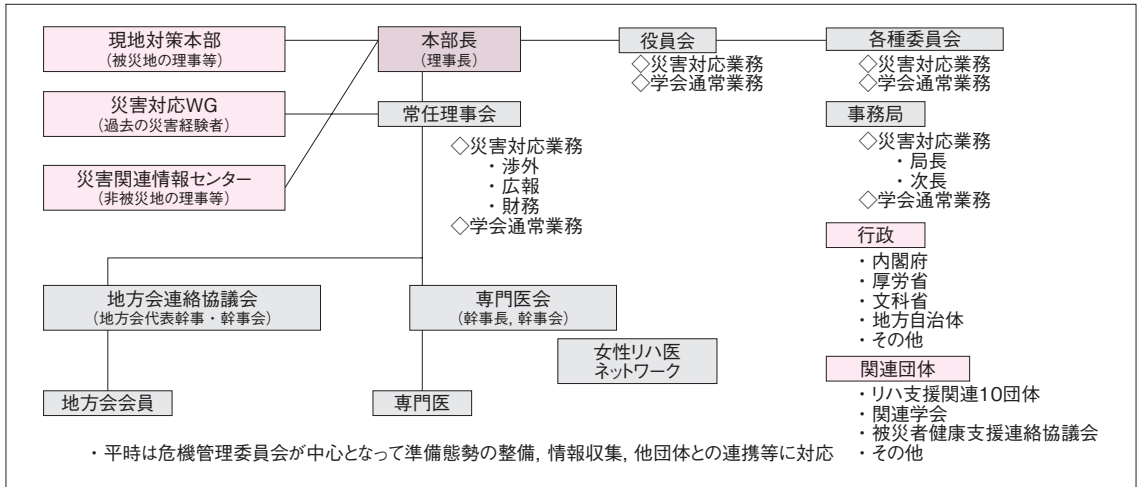 現地対策本部
(被災地の理事等)
本部長
(理事長)
役員会
◇災害対応業務
◇学会通常業務
各種委員会
◇災害対応業務
◇学会通常業務
災害対応WG
(過去の災害経験者)
常任理事会
◇災害対応業務
・渉外
・広報
・財務
◇学会通常業務
事務局
◇災害対応業務
・局長
・次長
◇学会通常業務
災害関連情報センター
(非被災地の理事等)
行政
・内閣府
・厚労省
・文科省
・地方自治体
・その他
地方会連絡協議会
(地方会代表幹事・幹事会)
専門医会
(幹事長, 幹事会)
女性リハ医
ネットワーク
関連団体
・リハ支援関連10団体
・関連学会
・被災者健康支援連絡協議会
・その他
地方会会員
専門医
・平時は危機管理委員会が中心となって準備態勢の整備, 情報収集, 他団体との連携等に対応